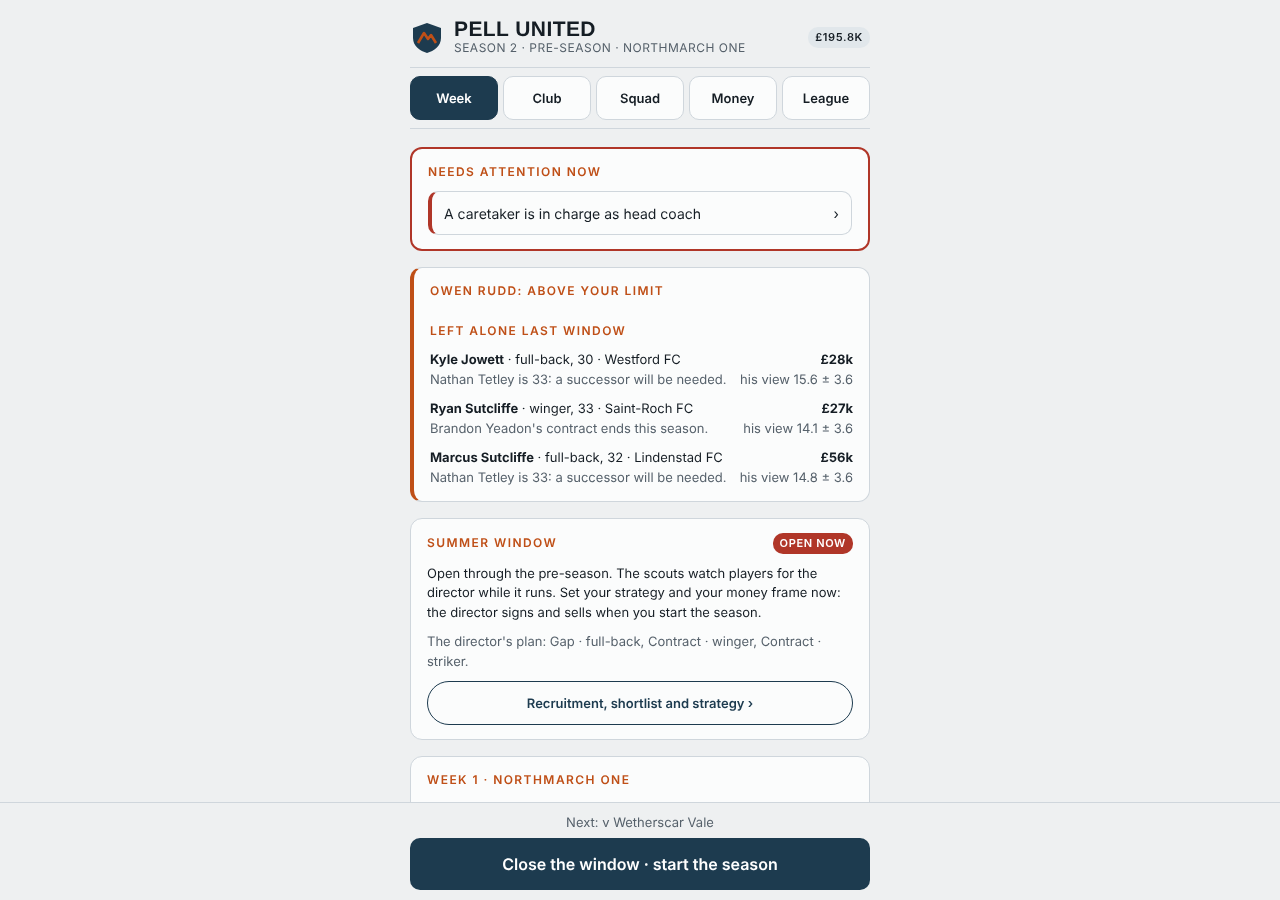 PELL UNITED
SEASON 2 · PRE-SEASON · NORTHMARCH ONE
£195.8K
Week
Club
Squad
Money
League
NEEDS ATTENTION NOW
A caretaker is in charge as head coach ›
OWEN RUDD: ABOVE YOUR LIMIT
LEFT ALONE LAST WINDOW
Kyle Jowett · full-back, 30 · Westford FC £28k
Nathan Tetley is 33: a successor will be needed. his view 15.6 ± 3.6
Ryan Sutcliffe · winger, 33 · Saint-Roch FC £27k
Brandon Yeadon's contract ends this season. his view 14.1 ± 3.6
Marcus Sutcliffe · full-back, 32 · Lindenstad FC £56k
Nathan Tetley is 33: a successor will be needed. his view 14.8 ± 3.6
SUMMER WINDOW
OPEN NOW
Open through the pre-season. The scouts watch players for the
director while it runs. Set your strategy and your money frame now:
the director signs and sells when you start the season.
The director's plan: Gap · full-back, Contract · winger, Contract ·
striker.
Recruitment, shortlist and strategy ›
WEEK 1 · NORTHMARCH ONE
Next: v Wetherscar Vale
Close the window · start the season